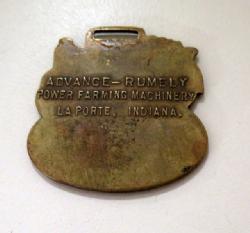 ADVANCE-RUMELY
POWER FARMING MACHINERY
LA PORTE, INDIANA.